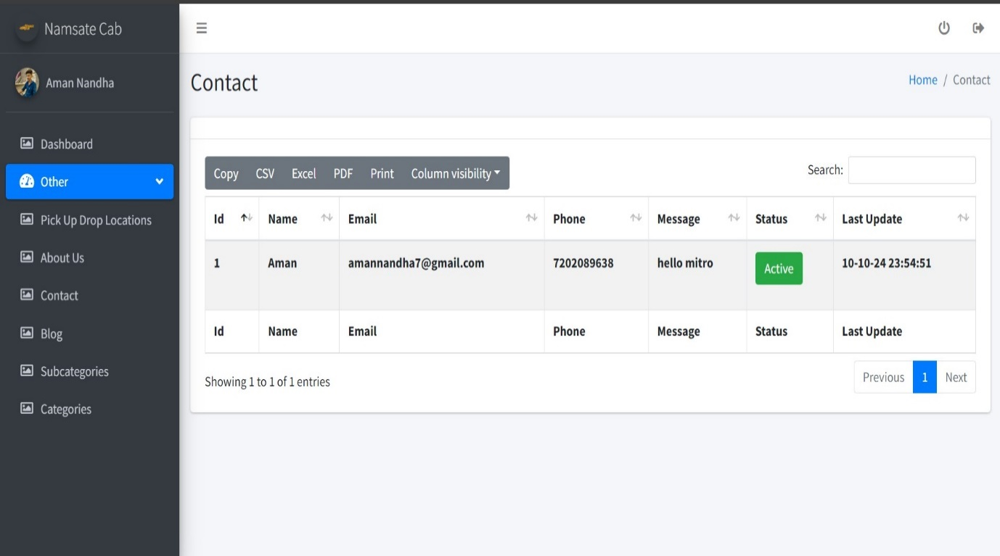 Namsate Cab
Aman Nandha
Dashboard
Other
Pick Up Drop Locations
About Us
Contact
Blog
Subcategories
Categories
Contact
Home / Contact
Copy CSV Excel PDF Print Column visibility
Search:
Id Name Email Phone Message Status Last Update
1 Aman amannandha7@gmail.com 7202089638 hello mitro Active 10-10-24 23:54:51
Id Name Email Phone Message Status Last Update
Showing 1 to 1 of 1 entries
Previous 1 Next